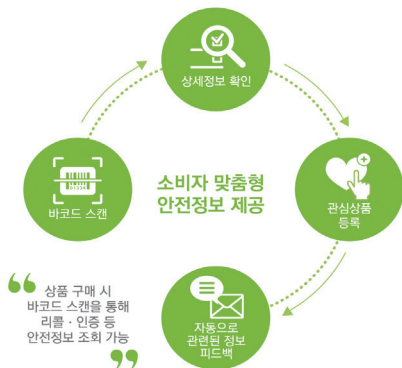 상세정보 확인
바코드 스캔
소비자 맞춤형
안전정보 제공
관심상품
등록
자동으로
관련된 정보
피드백
“ 상품 구매 시
바코드 스캔을 통해
리콜 · 인증 등
안전정보 조회 가능
”